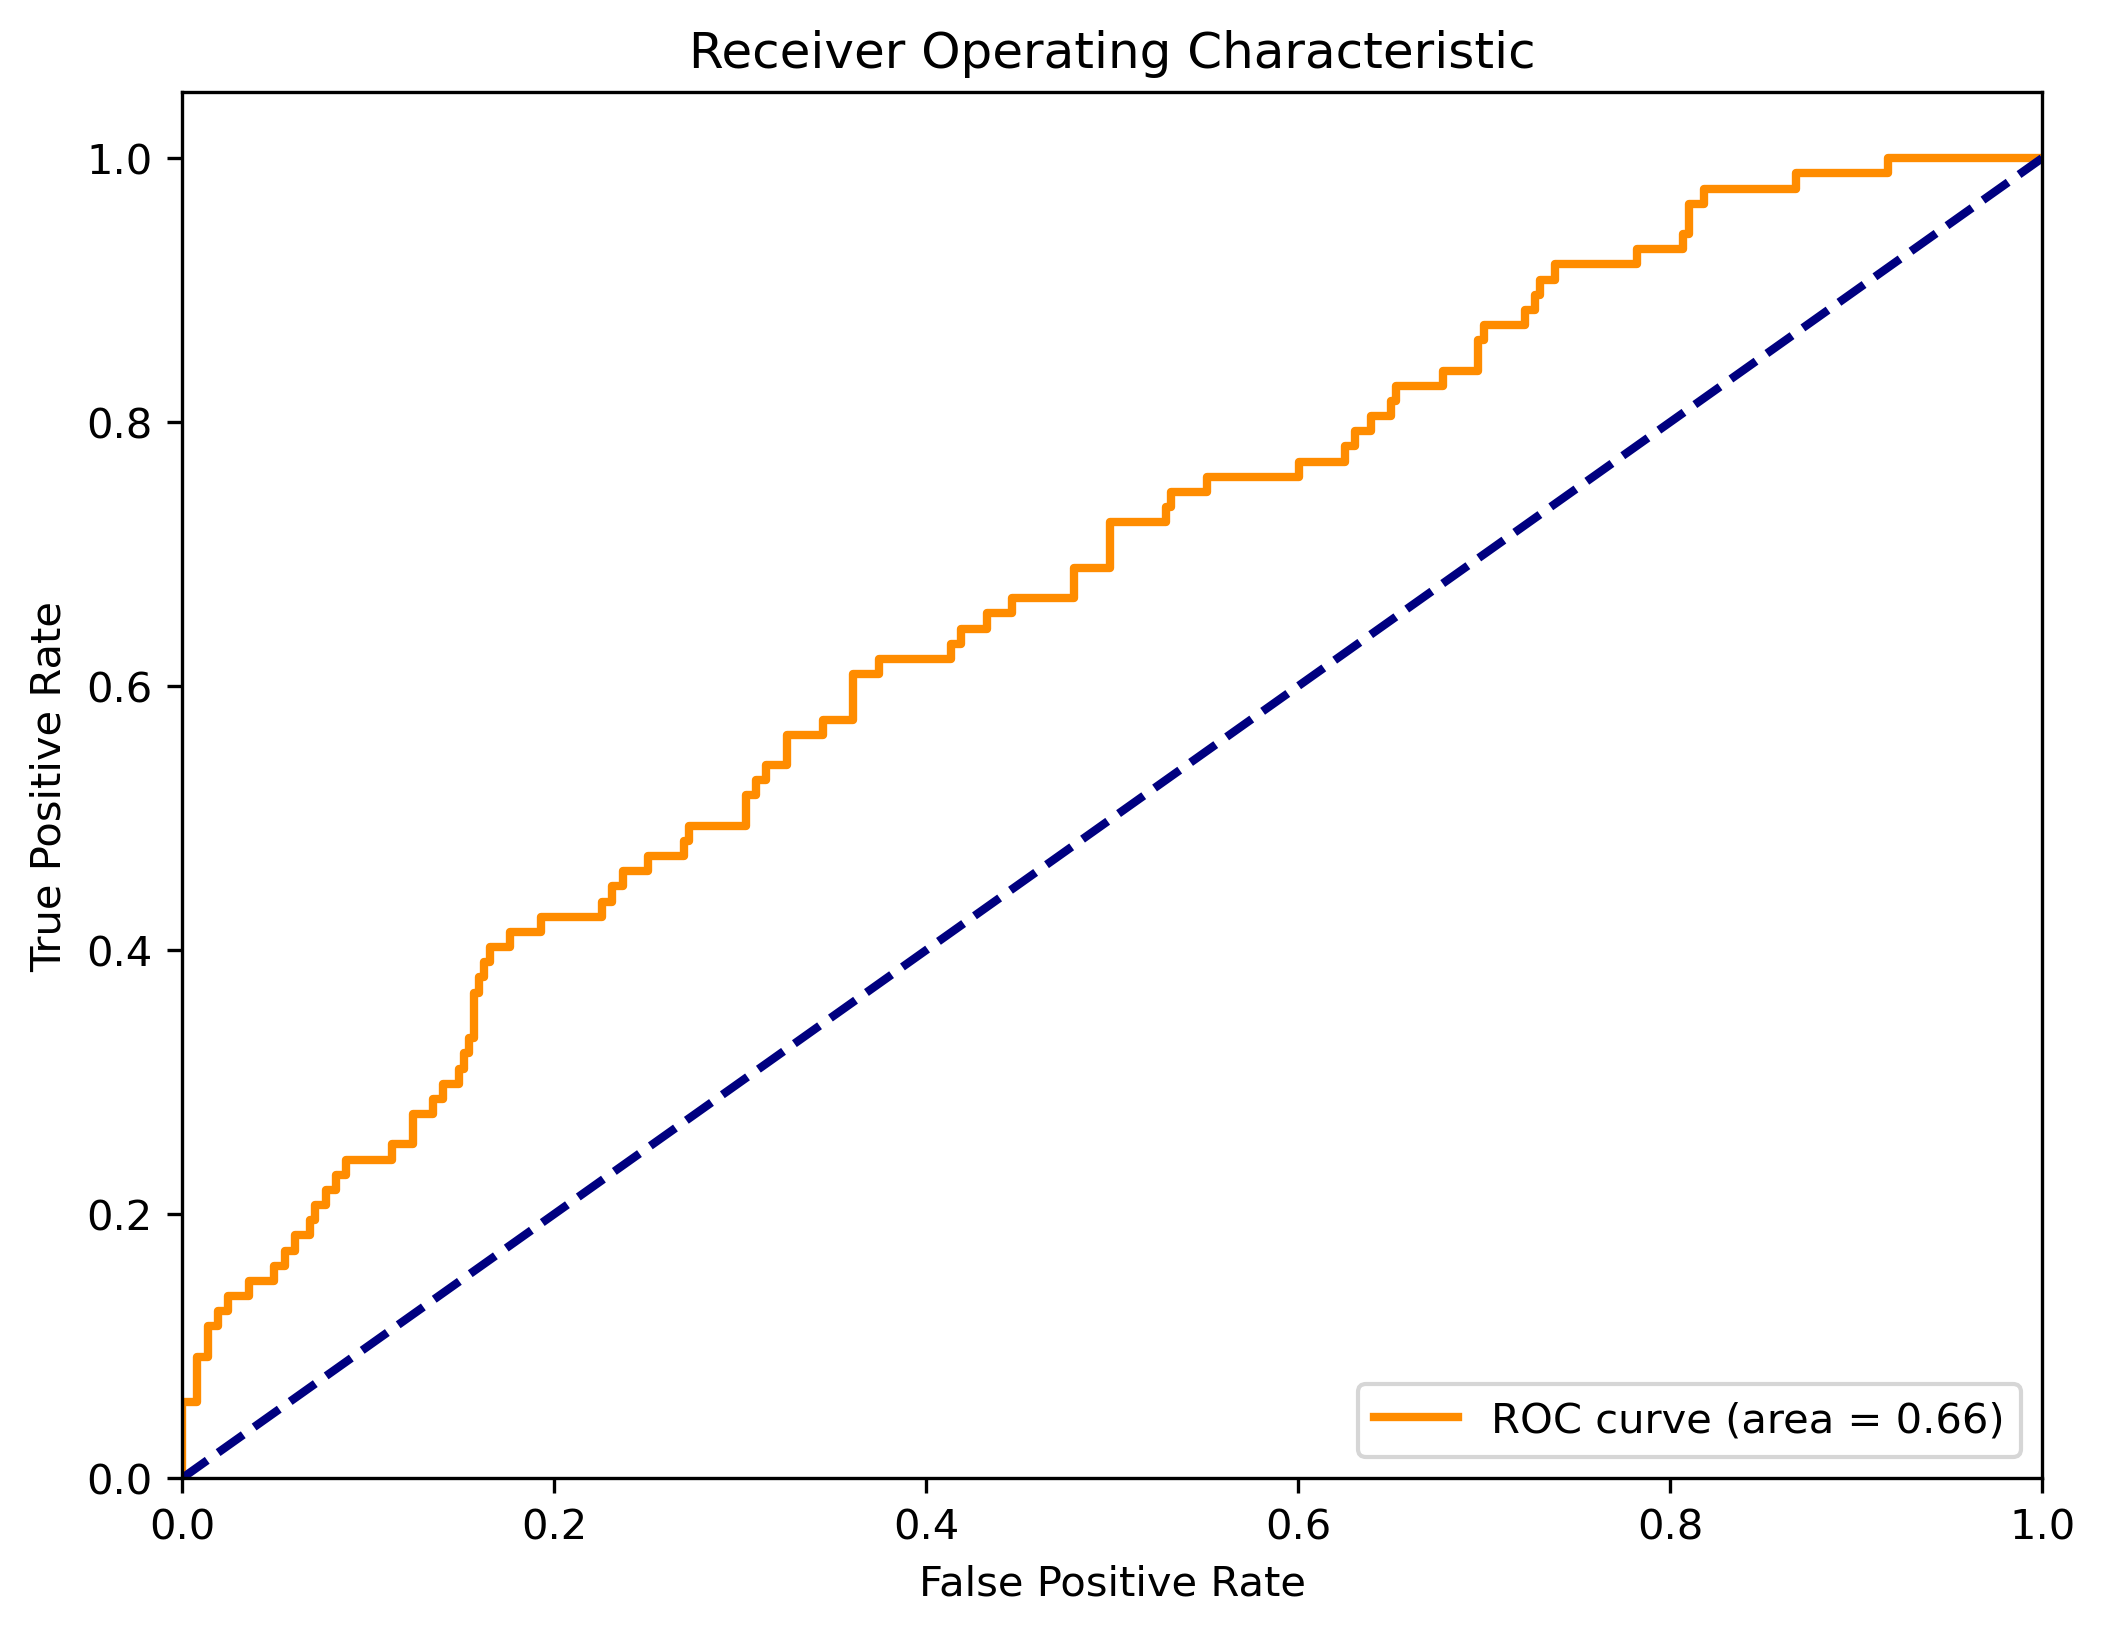 Receiver Operating Characteristic
1.0
0.8
0.6
0.4
0.2
0.0
True Positive Rate
ROC curve (area = 0.66)
0.0 0.2 0.4 0.6 0.8 1.0
False Positive Rate